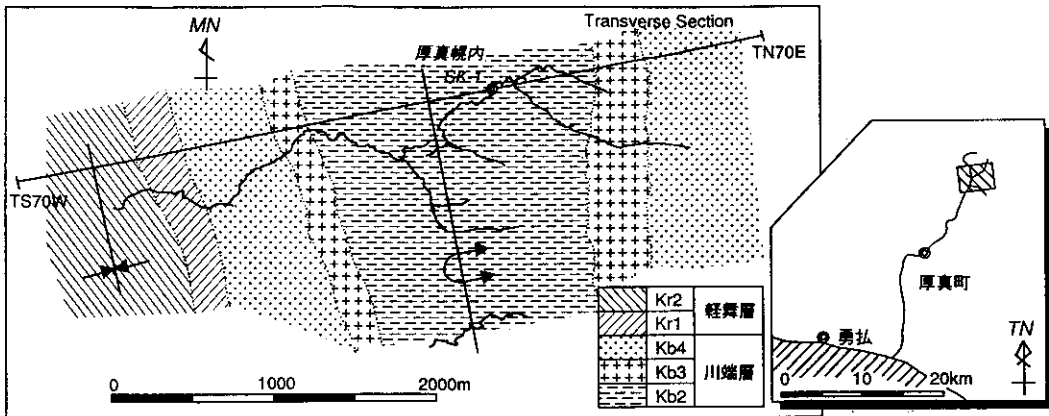 MN
Transverse Section
TN70E
厚真幌内
SK-1
TS70W
Kr2
Kr1
軽舞層
Kb4
Kb3
Kb2
川端層
0 1000 2000m
厚真町
勇払
TN
0 10 20km